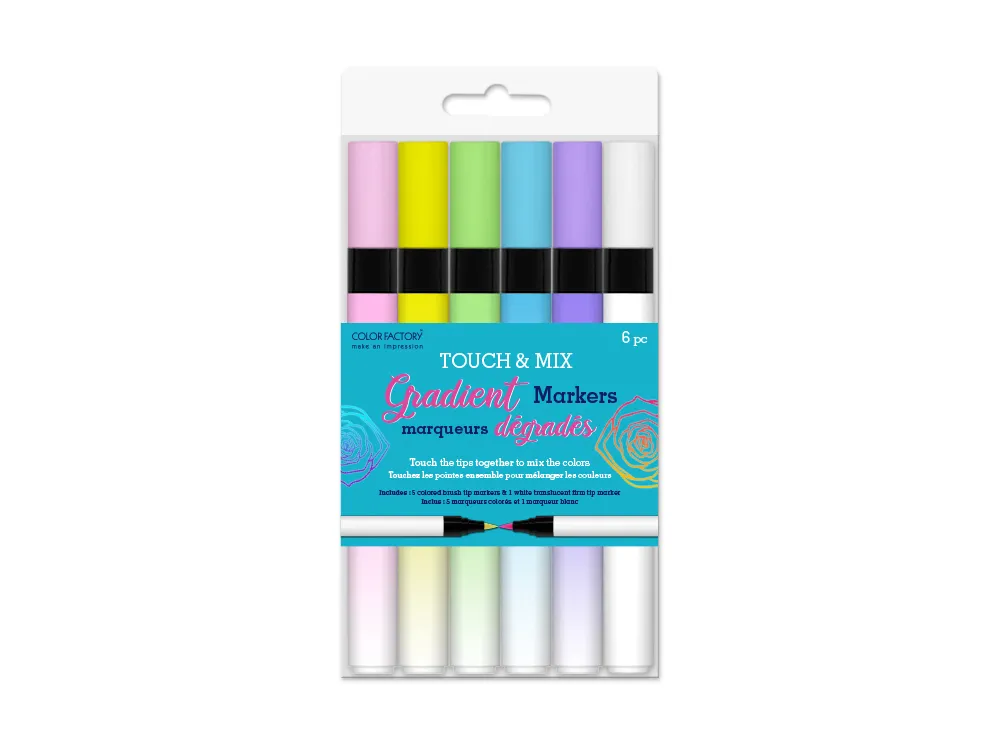 COLOR FACTORY
make an impression
6 pc
TOUCH & MIX
Gradient Markers
marqueurs dégradés
Touch the tips together to mix the colors
Touchez les pointes ensemble pour mélanger les couleurs
Includes : 5 colored brush tip markers & 1 white translucent firm tip marker
Inclus : 5 marqueurs colorés et 1 marqueur blanc